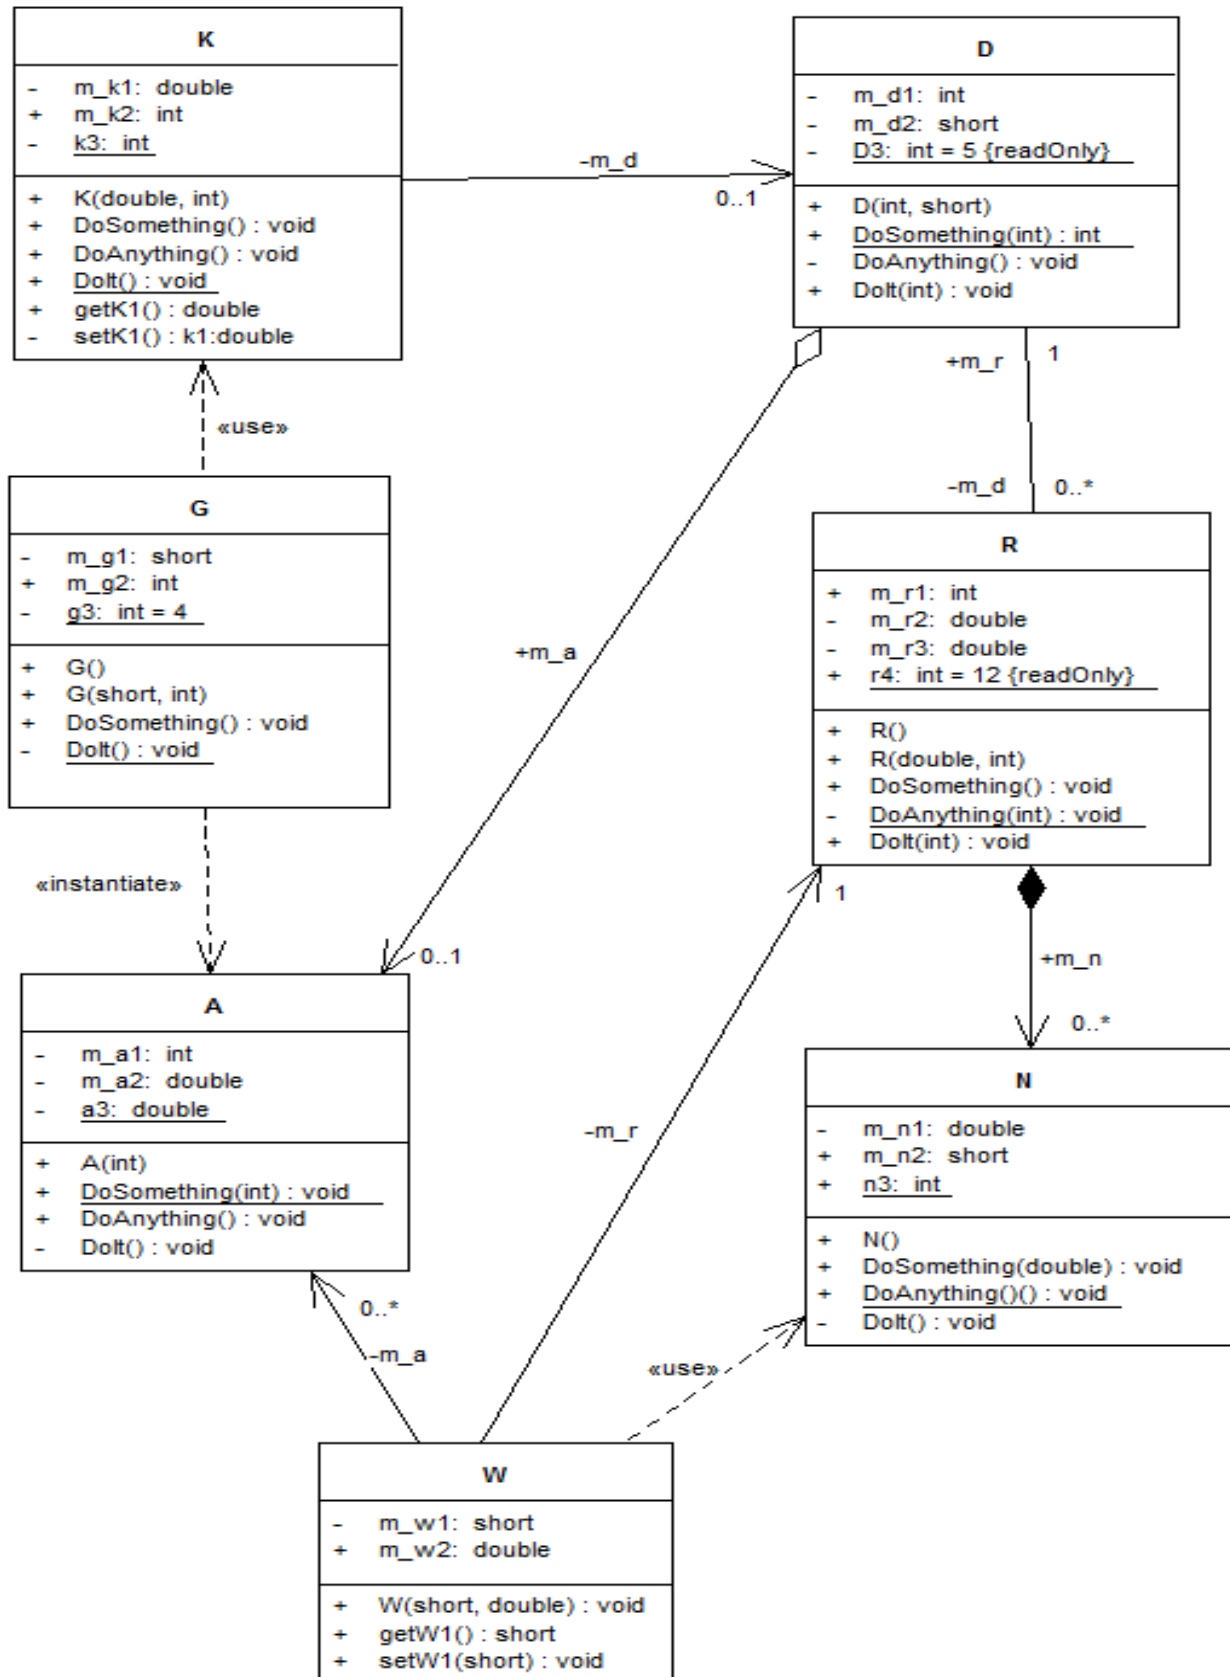 K
- m_k1: double
+ m_k2: int
- k3: int
+ K(double, int)
+ DoSomething() : void
+ DoAnything() : void
+ DoIt() : void
+ getK1() : double
- setK1() : k1:double
-m_d
0..1
D
- m_d1: int
- m_d2: short
- D3: int = 5 {readOnly}
+ D(int, short)
+ DoSomething(int) : int
- DoAnything() : void
+ DoIt(int) : void
+m_r
1
-m_d
0..*
«use»
G
- m_g1: short
+ m_g2: int
- g3: int = 4
+ G()
+ G(short, int)
+ DoSomething() : void
- DoIt() : void
+m_a
0..1
«instantiate»
R
+ m_r1: int
- m_r2: double
- m_r3: double
+ r4: int = 12 {readOnly}
+ R()
+ R(double, int)
+ DoSomething() : void
- DoAnything(int) : void
+ DoIt(int) : void
1
+m_n
0..*
A
- m_a1: int
- m_a2: double
- a3: double
+ A(int)
+ DoSomething(int) : void
+ DoAnything() : void
- DoIt() : void
-m_r
N
- m_n1: double
+ m_n2: short
+ n3: int
+ N()
+ DoSomething(double) : void
+ DoAnything()() : void
- DoIt() : void
0..*
-m_a
«use»
W
- m_w1: short
+ m_w2: double
+ W(short, double) : void
+ getW1() : short
+ setW1(short) : void